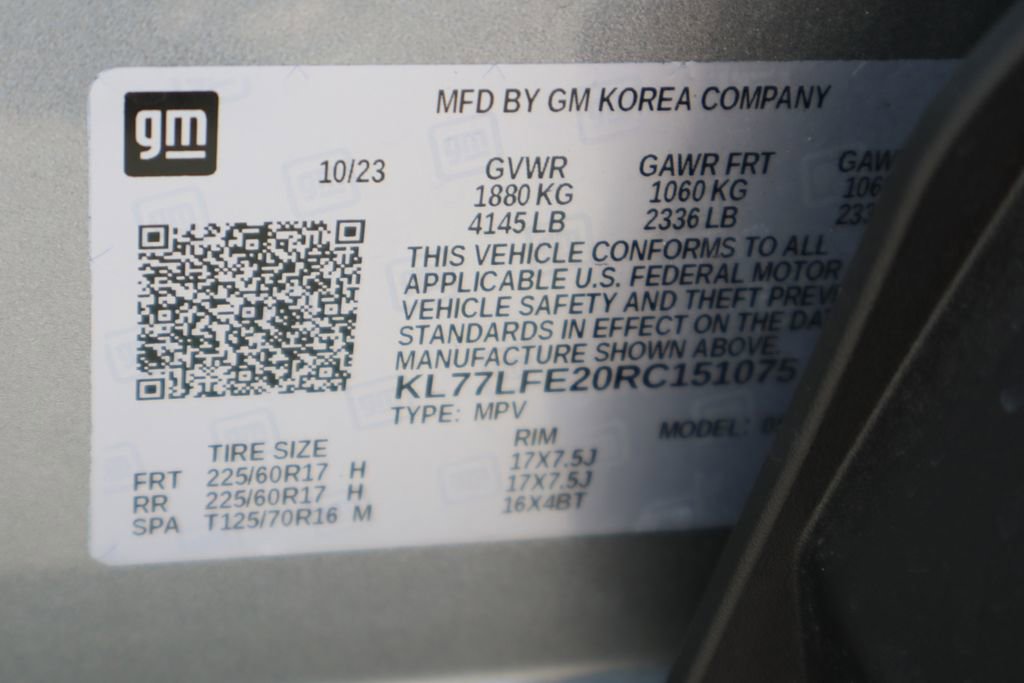 gm
MFD BY GM KOREA COMPANY
10/23 GVWR GAWR FRT
1880 KG 1060 KG
4145 LB 2336 LB
THIS VEHICLE CONFORMS TO ALL
APPLICABLE U.S. FEDERAL MOTOR
VEHICLE SAFETY AND THEFT
STANDARDS IN EFFECT ON THE
MANUFACTURE SHOWN ABOVE.
KL77LFE20RC151075
TYPE: MPV MODEL:
TIRE SIZE RIM
FRT 225/60R17 H 17X7.5J
RR 225/60R17 H 17X7.5J
SPA T125/70R16 M 16X4BT